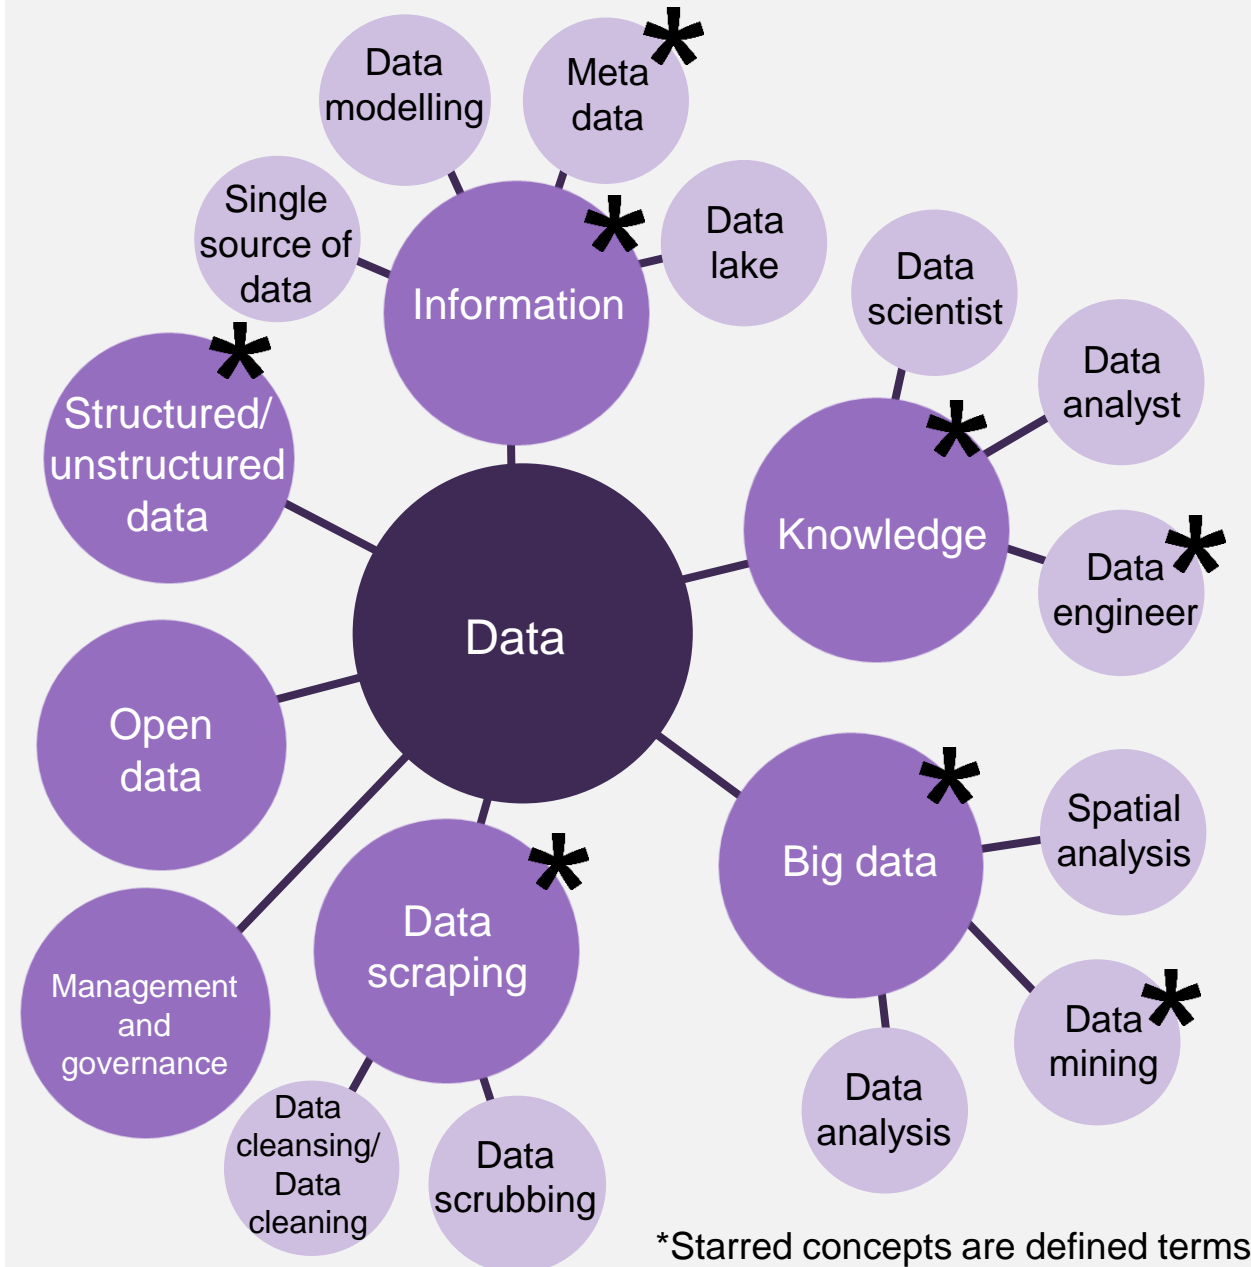 Data
modelling
*
Meta
data
Single
source of
data
*
Information
Data
lake
Data
scientist
*
Structured/
unstructured
data
Data
analyst
*
Knowledge
*
Data
engineer
Data
Open
data
*
Big data
Spatial
analysis
*
Data
scraping
Management
and
governance
*
Data
mining
Data
analysis
Data
cleansing/
Data
cleaning
Data
scrubbing
*Starred concepts are defined terms